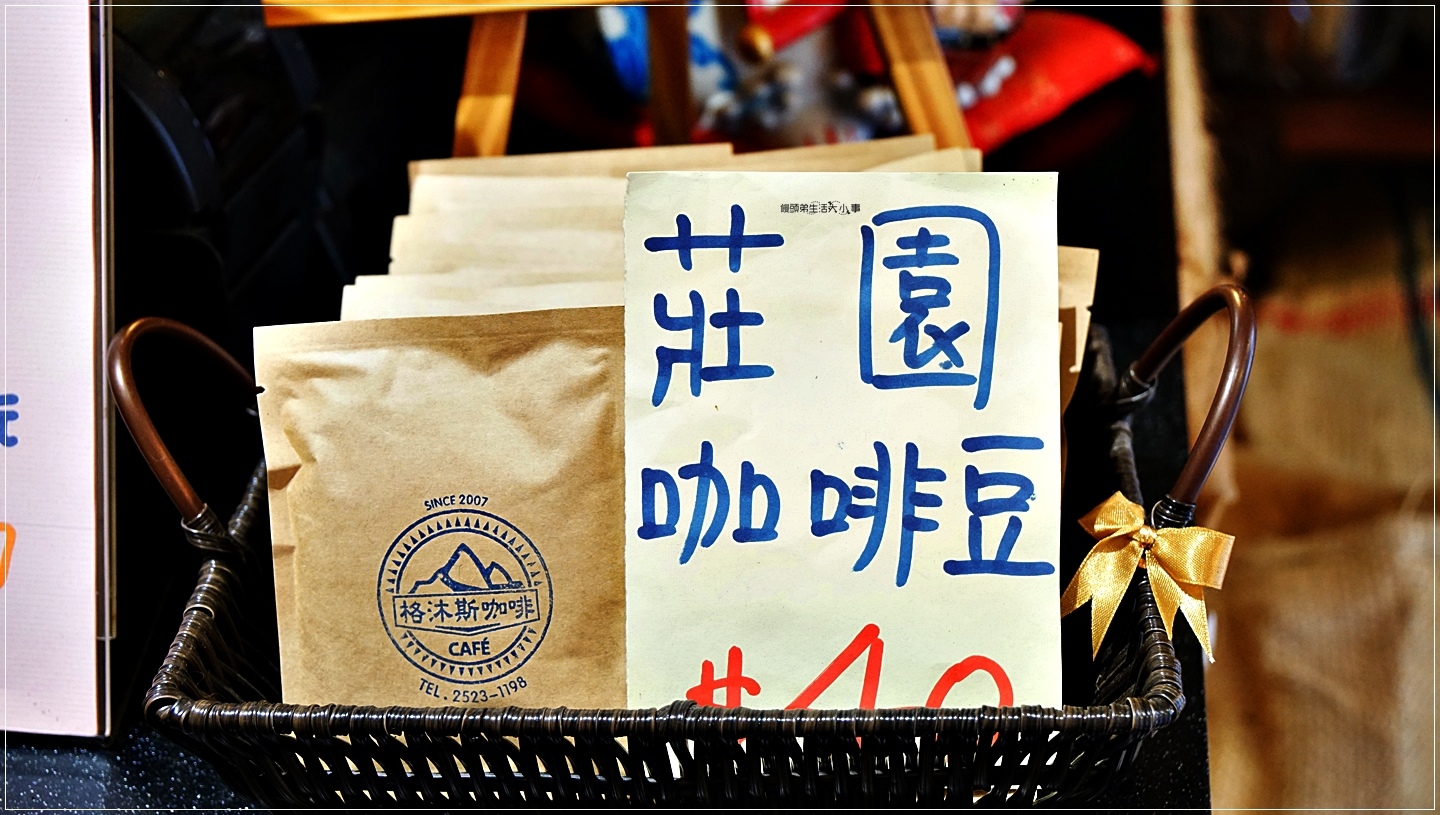 饅頭弟生活大小事
莊園
咖啡豆
$40
SINCE 2007
格沐斯咖啡
CAFÉ
TEL. 2523-1198